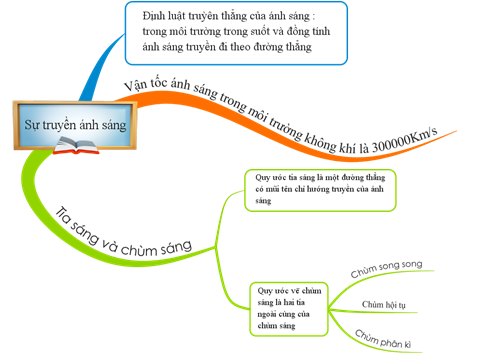 Định luật truyền thẳng của ánh sáng :
trong môi trường trong suốt và đồng tính
ánh sáng truyền đi theo đường thẳng
Vận tốc ánh sáng trong môi trường không khí là 300000Km/s
Sự truyền ánh sáng
Tia sáng và chùm sáng
Quy ước tia sáng là một đường thẳng
có mũi tên chỉ hướng truyền của ánh
sáng
Quy ước vẽ chùm
sáng là hai tia
ngoài cùng của
chùm sáng
Chùm song song
Chùm hội tụ
Chùm phân kì